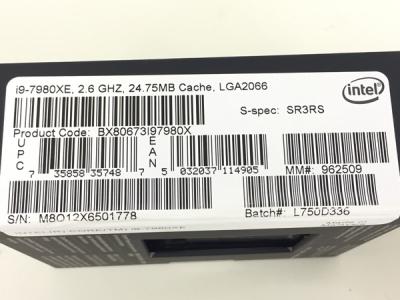 i9-7980XE, 2.6 GHZ, 24.75MB Cache, LGA2066
intel
S-spec: SR3RS
Product Code: BX80673I97980X
UPC
EAN
7 35858 35748 7
5 032037 114905
MM#: 962509
S/N: M8O12X6501778
Batch#: L750D336